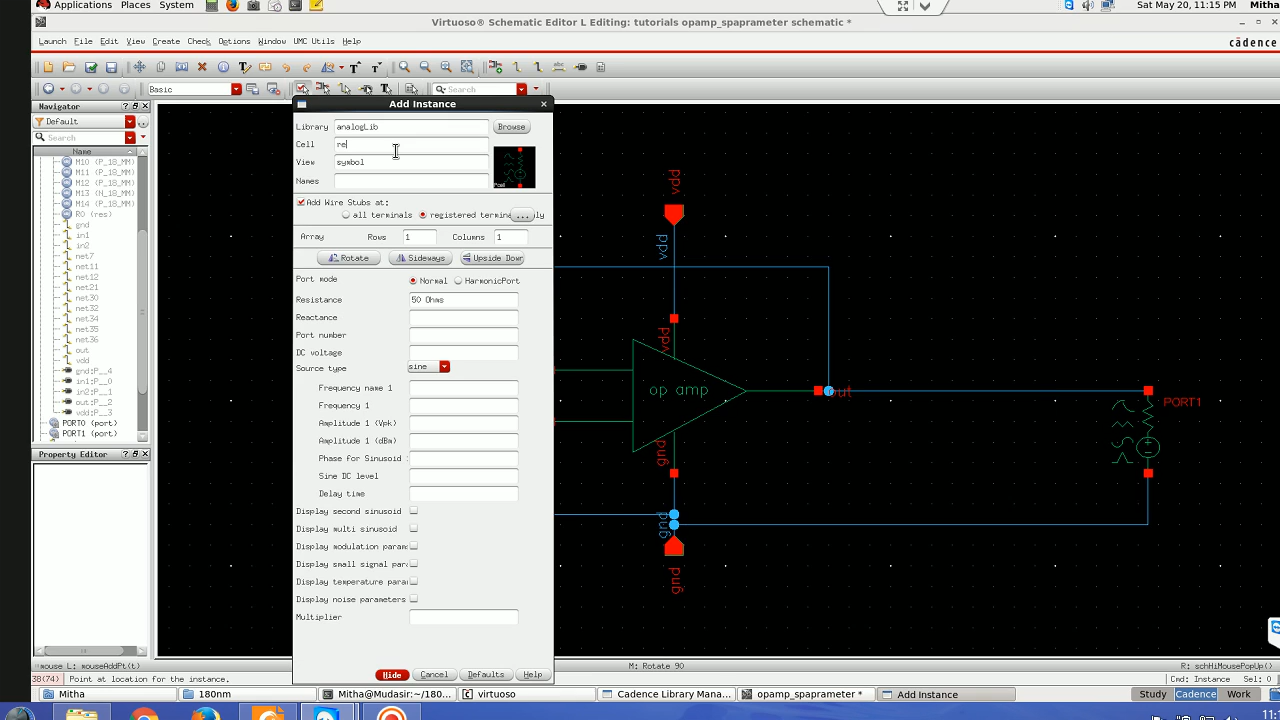 Applications Places System
Sat May 20, 11:15 PM Mitha
Virtuoso® Schematic Editor L Editing: tutorials opamp_spaprameter schematic *
Launch File Edit View Create Check Options Window UMC Utils Help
cādence
Basic
Search
Navigator
Default
Search
Name
M10 (P_18_MM)
M11 (P_18_MM)
M12 (P_18_MM)
M13 (N_18_MM)
M14 (P_18_MM)
R0 (res)
gnd
in1
in2
net7
net11
net12
net21
net30
net32
net34
net35
net36
out
vdd
gnd:P__4
in1:P__0
in2:P__1
out:P__2
vdd:P__3
PORT0 (port)
PORT1 (port)
Property Editor
Add Instance
Library analogLib Browse
Cell re
View symbol
Names
Add Wire Stubs at:
all terminals registered termina ... ly
Array Rows 1 Columns 1
Rotate Sideways Upside Down
Port mode Normal HarmonicPort
Resistance 50 Ohms
Reactance
Port number
DC voltage
Source type sine
Frequency name 1
Frequency 1
Amplitude 1 (Vpk)
Amplitude 1 (dBm)
Phase for Sinusoid
Sine DC level
Delay time
Display second sinusoid
Display multi sinusoid
Display modulation param
Display small signal par
Display temperature para
Display noise parameters
Multiplier
Hide Cancel Defaults Help
vdd
vdd
vdd
op amp
out
PORT1
gnd
gnd
gnd
mouse L: mouseAddPt(t)
M: Rotate 90
R: schHiMousePopUp()
38(74) Point at location for the instance.
Cmd: Instance Sel: 0
Mitha 180nm Mitha@Mudasir:~/180... virtuoso Cadence Library Mana... opamp_spaprameter * Add Instance Study Cadence Work